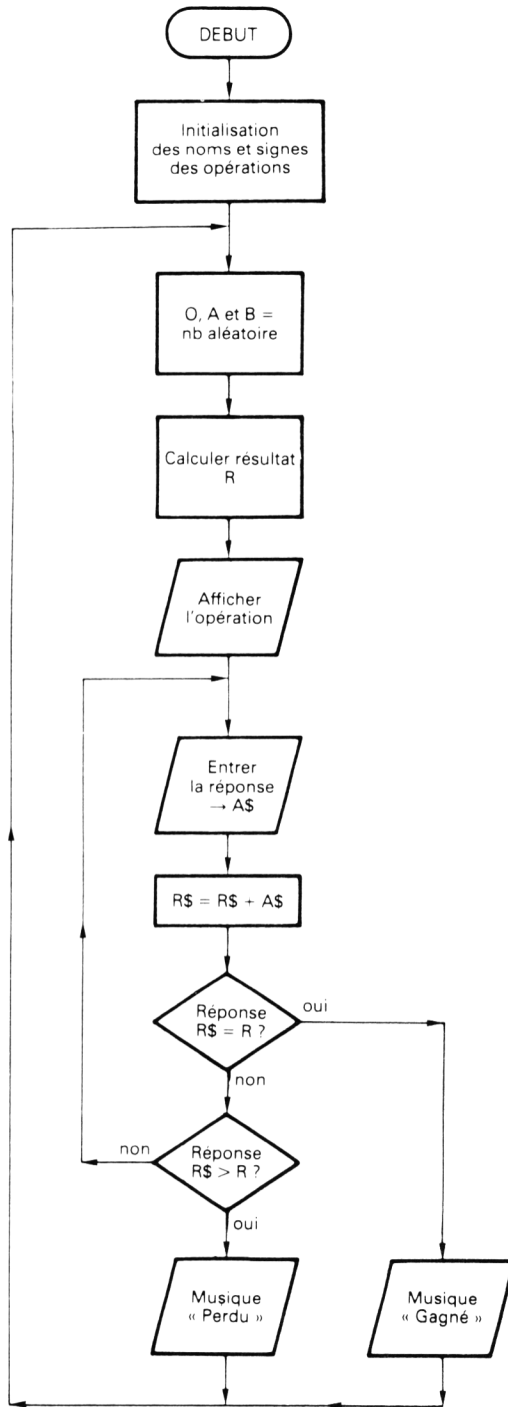 DEBUT
Initialisation
des noms et signes
des opérations
O, A et B =
nb aléatoire
Calculer résultat
R
Afficher
l'opération
Entrer
la réponse
→ A$
R$ = R$ + A$
Réponse
R$ = R ?
oui
non
Réponse
R$ > R ?
non
oui
Musique
« Perdu »
Musique
« Gagné »